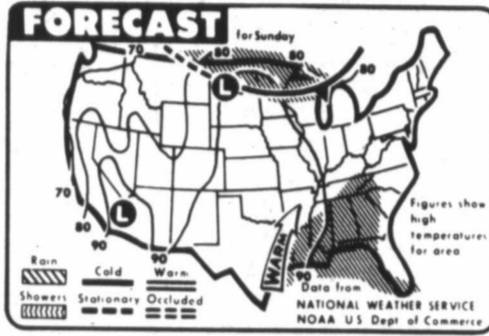 FORECAST
for Sunday
70
80
80
80
L
70
80
90
L
90
90
WARM
Figures show
high
temperatures
for area
Rain
Cold
Warm
Showers
Stationary
Occluded
Data from
NATIONAL WEATHER SERVICE
NOAA US Dept of Commerce